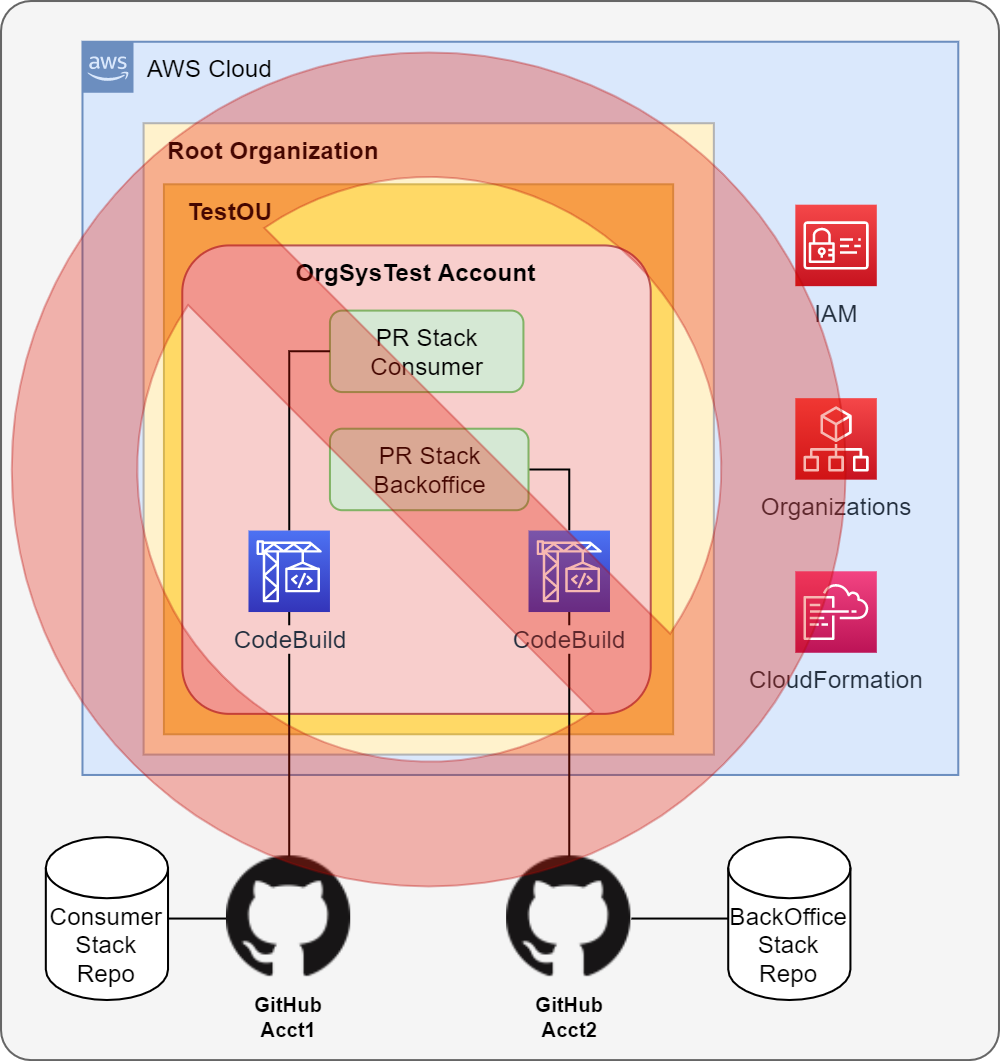 aws
AWS Cloud
Root Organization
TestOU
OrgSysTest Account
PR Stack
Consumer
PR Stack
Backoffice
CodeBuild
CodeBuild
IAM
Organizations
CloudFormation
Consumer
Stack
Repo
BackOffice
Stack
Repo
GitHub
Acct1
GitHub
Acct2